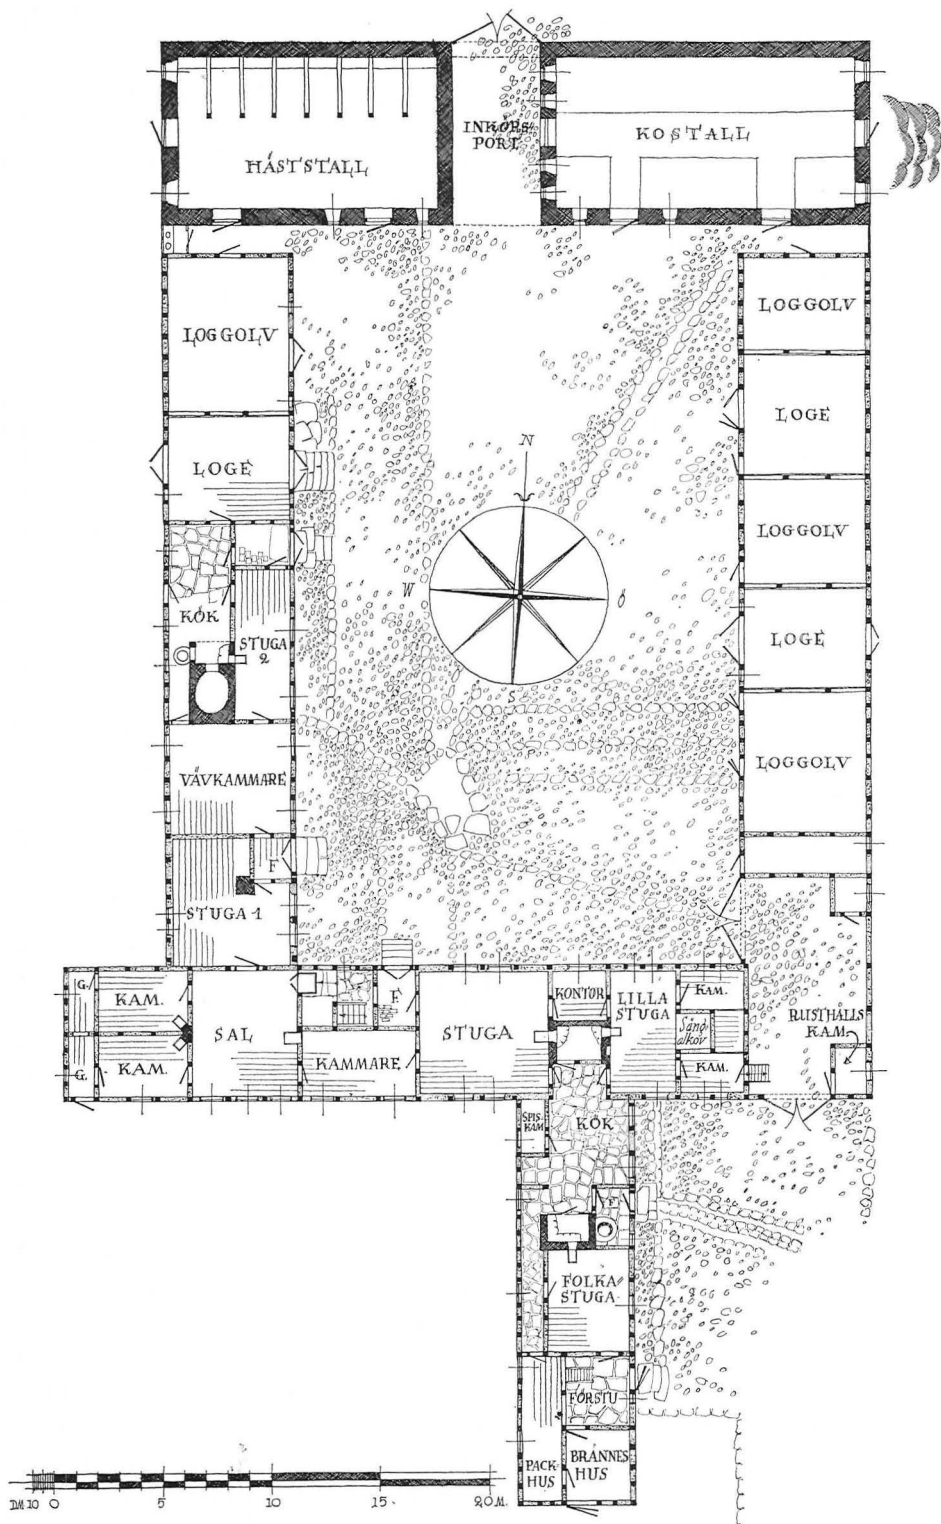 INKÖRS-
PORT
HÄSTSTALL
KOSTALL
LOGGOLV
LOGGOLV
LOGE
LOGE
LOGGOLV
N
W
Ö
S
KÖK
STUGA
2
LOGE
LOGGOLV
VÄVKAMMARE
F
STUGA 1
G.
KAM.
SAL
F.
STUGA
KONTOR
LILLA
STUGA
KAM.
Säng
alkov
RUSTHÅLLS
KAM.
G.
KAM.
KAMMARE
KAM.
SPIS-
KAM
KÖK
F
FOLKA
STUGA
FÖRSTU
PACK
HUS
BRÄNNE
HUS
DM 10 0 5 10 15 20 M.